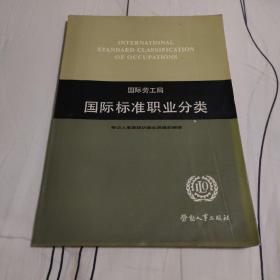 INTERNATIONAL
STANDARD CLASSIFICATION
OF OCCUPATIONS
国际劳工局
国际标准职业分类
劳动人事出版社